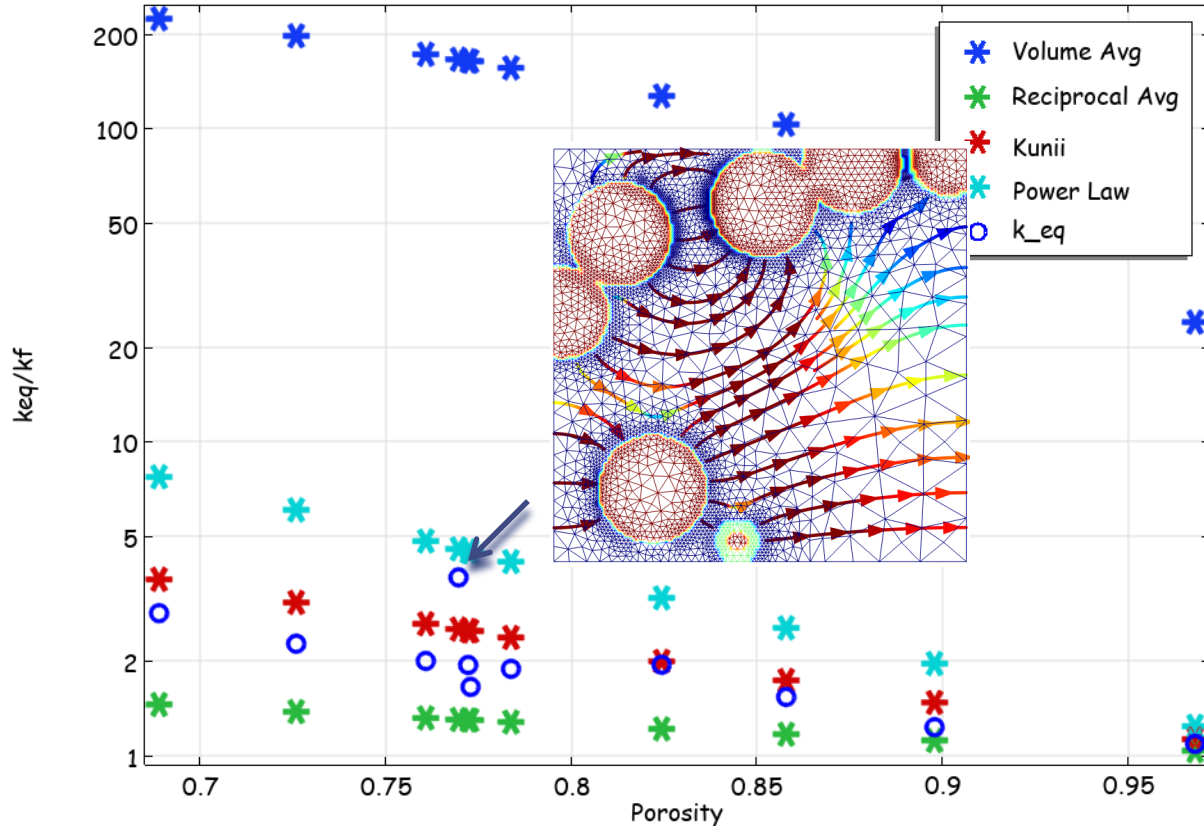 200
100
50
20
10
5
2
1
keq/kf
0.7
0.75
0.8
0.85
0.9
0.95
Porosity
Volume Avg
Reciprocal Avg
Kunii
Power Law
k_eq